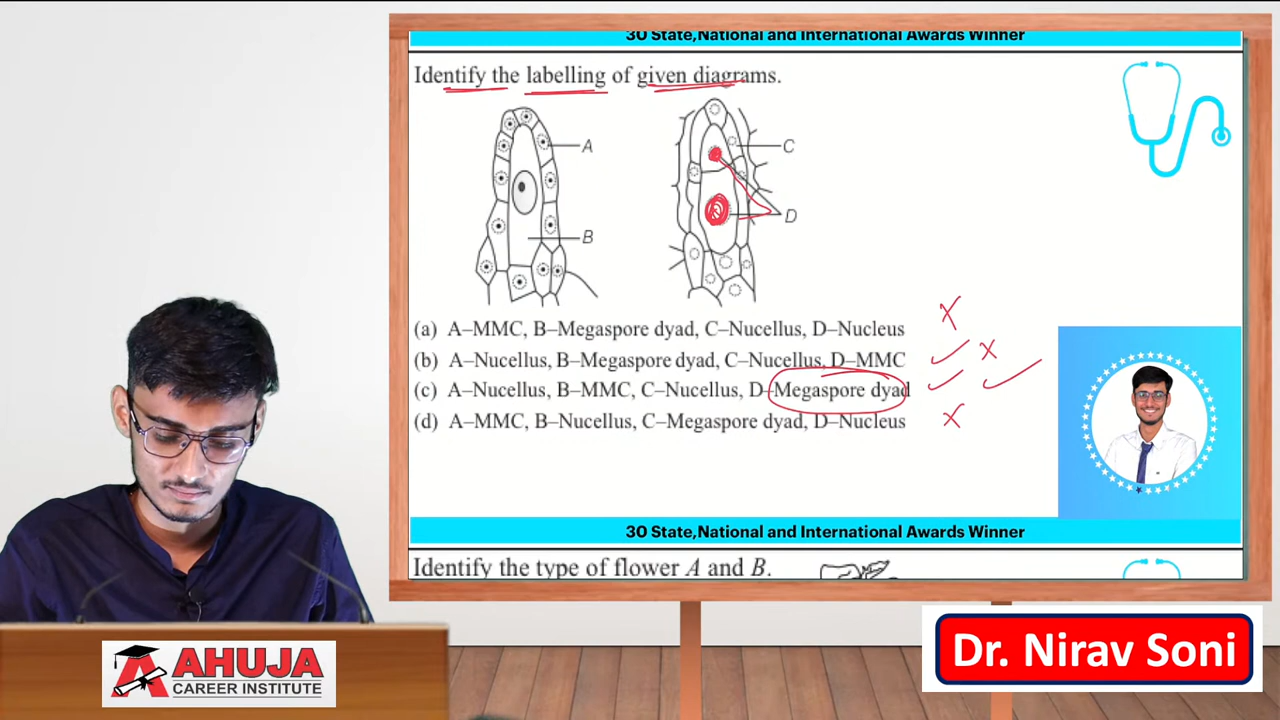 30 State,National and International Awards Winner
Identify the labelling of given diagrams.
A
B
C
D
(a) A–MMC, B–Megaspore dyad, C–Nucellus, D–Nucleus
(b) A–Nucellus, B–Megaspore dyad, C–Nucellus, D–MMC
(c) A–Nucellus, B–MMC, C–Nucellus, D–Megaspore dyad
(d) A–MMC, B–Nucellus, C–Megaspore dyad, D–Nucleus
30 State,National and International Awards Winner
Identify the type of flower A and B.
AHUJA
CAREER INSTITUTE
Dr. Nirav Soni